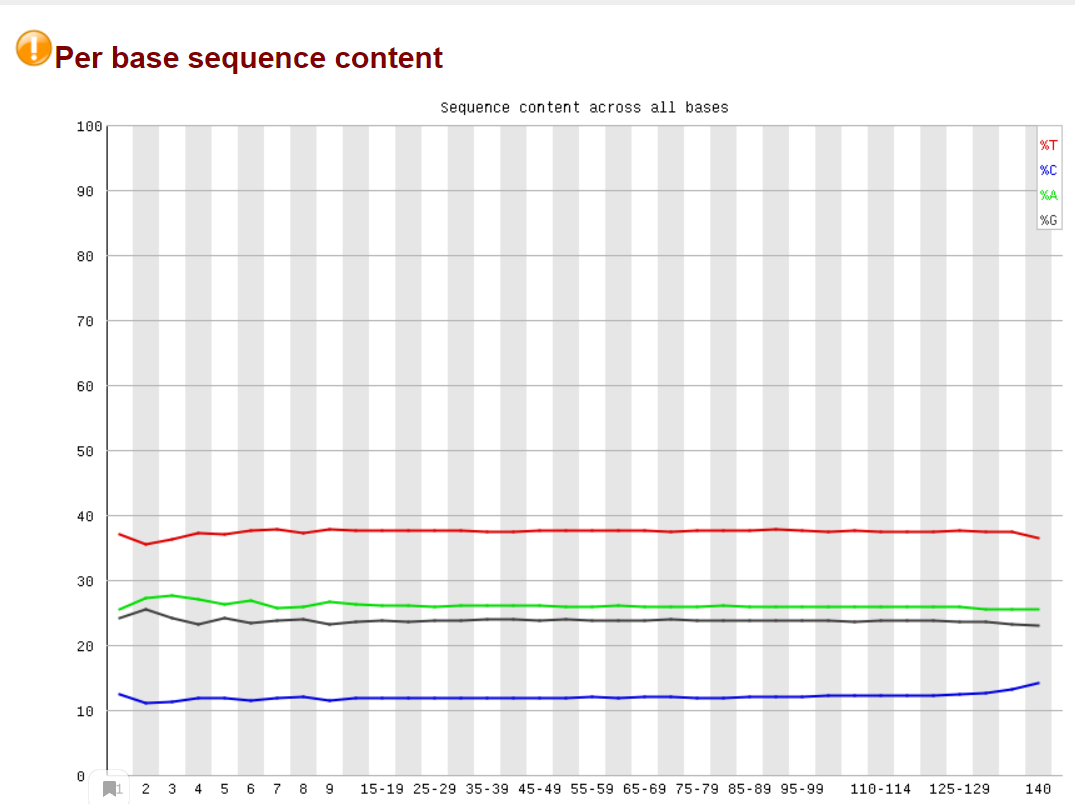 Per base sequence content
Sequence content across all bases
100
%T
%C
90
%A
%G
80
70
60
50
40
30
20
10
0
1 2 3 4 5 6 7 8 9 15-19 25-29 35-39 45-49 55-59 65-69 75-79 85-89 95-99 110-114 125-129 140